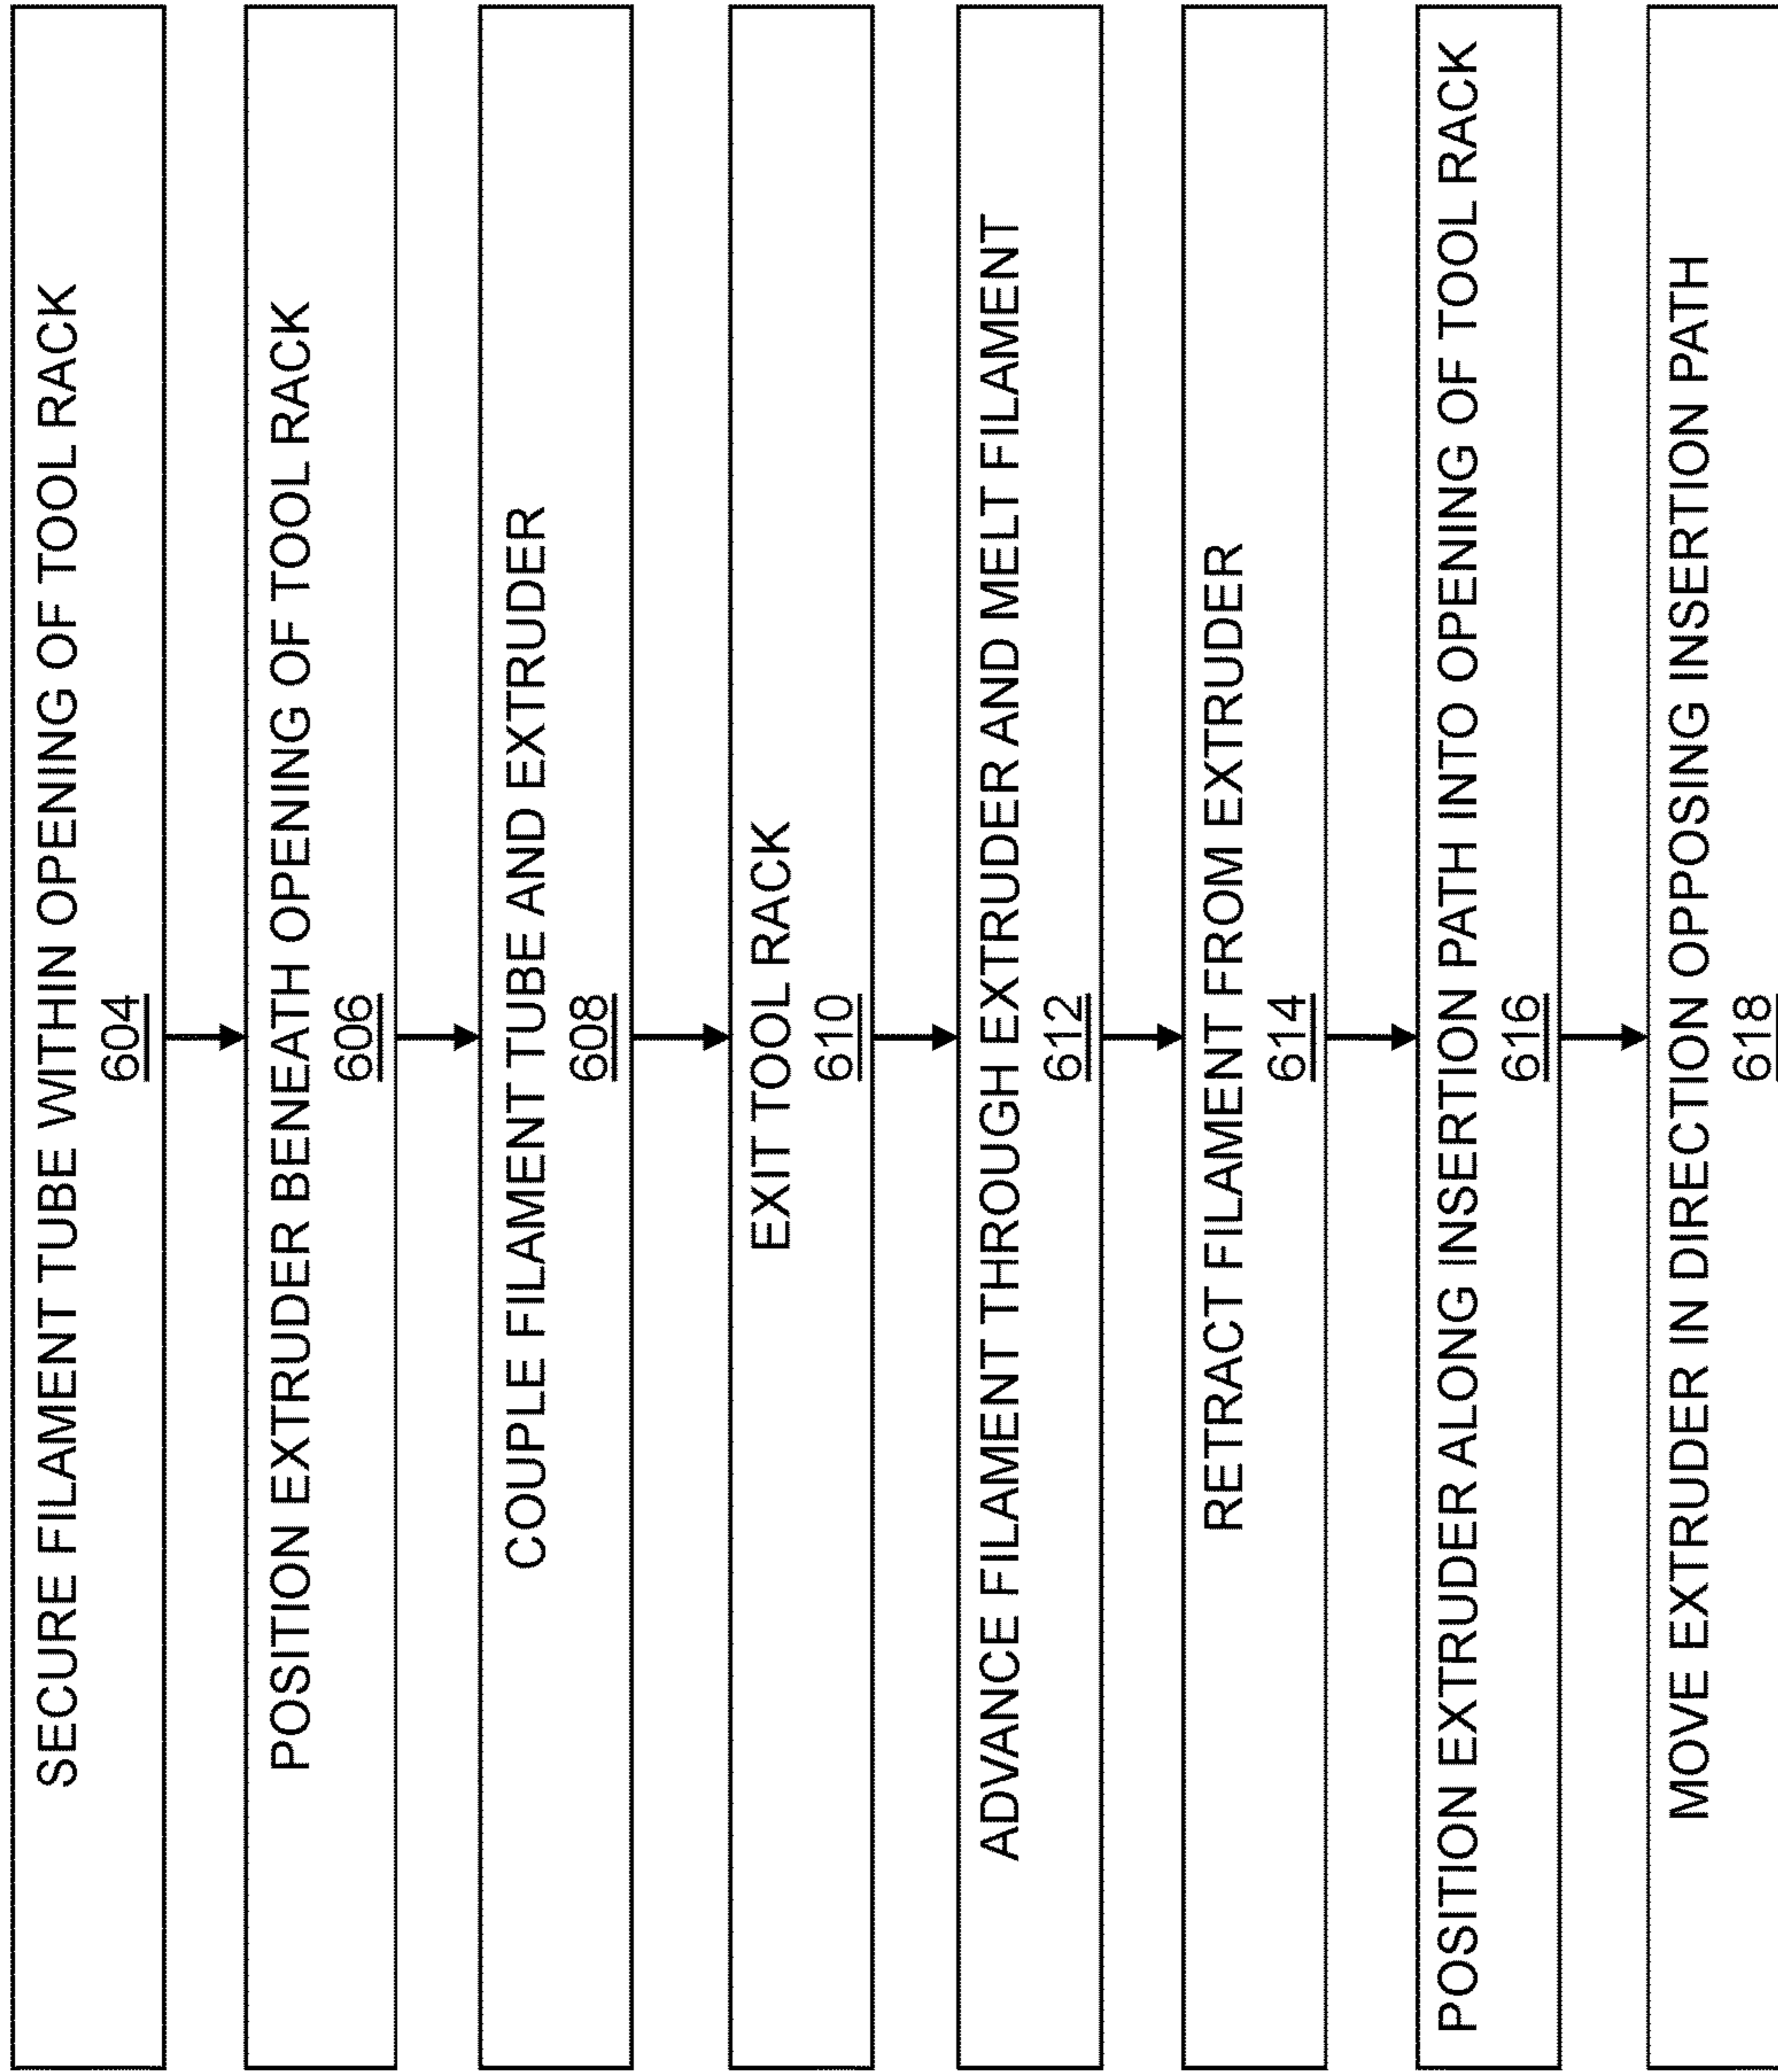 SECURE FILAMENT TUBE WITHIN OPENING OF TOOL RACK
604
POSITION EXTRUDER BENEATH OPENING OF TOOL RACK
606
COUPLE FILAMENT TUBE AND EXTRUDER
608
EXIT TOOL RACK
610
ADVANCE FILAMENT THROUGH EXTRUDER AND MELT FILAMENT
612
RETRACT FILAMENT FROM EXTRUDER
614
POSITION EXTRUDER ALONG INSERTION PATH INTO OPENING OF TOOL RACK
616
MOVE EXTRUDER IN DIRECTION OPPOSING INSERTION PATH
618